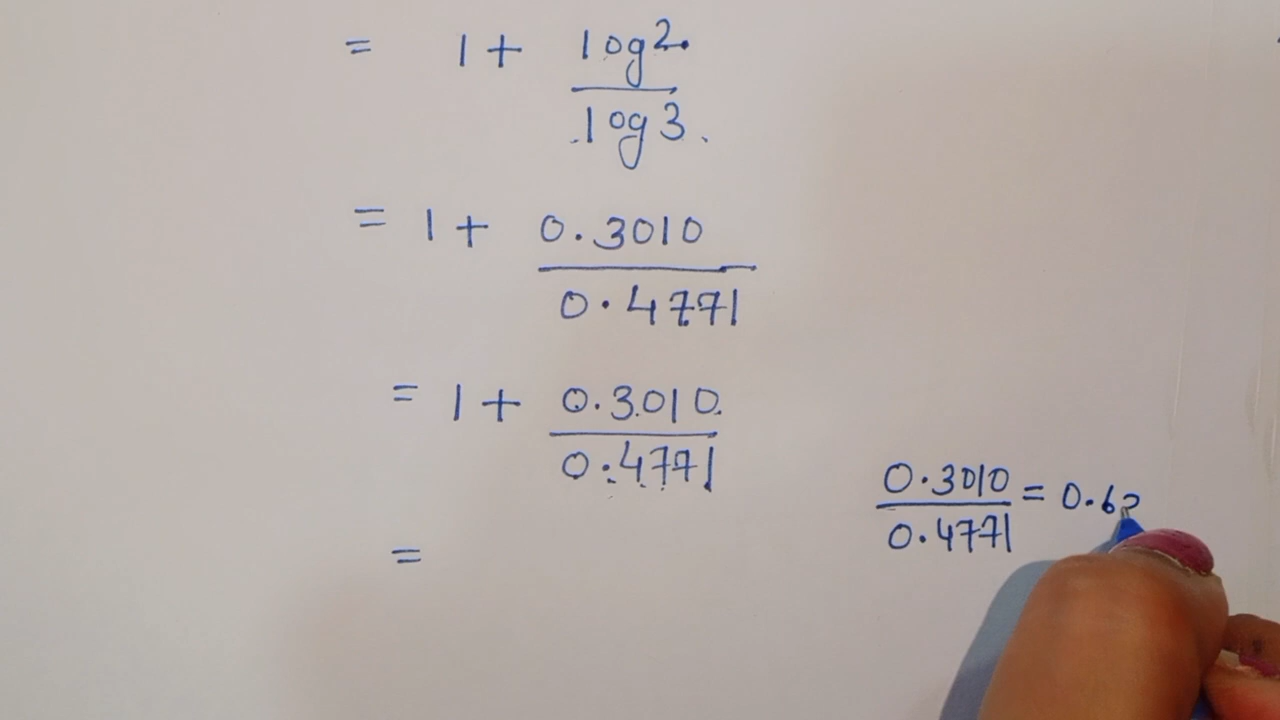 = 1 + log2
log3
= 1 + 0.3010
0.4771
= 1 + 0.3010
0.4771
0.3010 = 0.6
0.4771
=